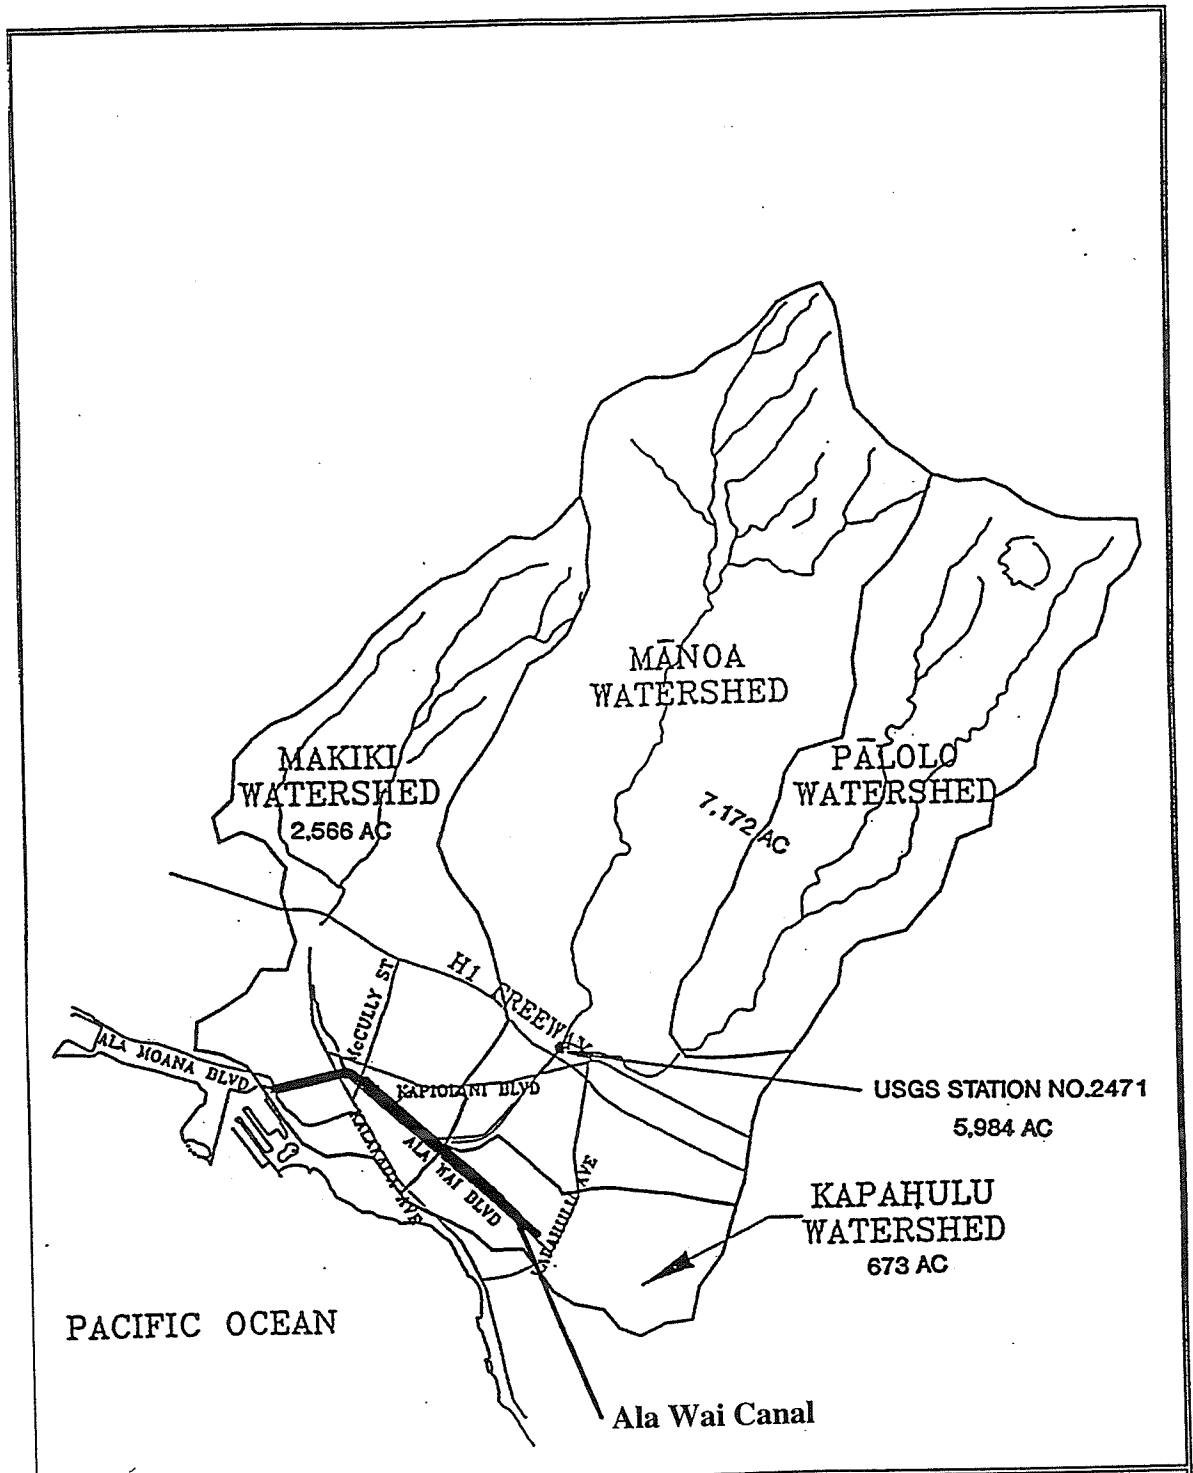 MĀNOA
WATERSHED
MAKIKI
WATERSHED
2,566 AC
PĀLOLO
WATERSHED
7,172 AC
H1 FREEWAY
McCULLY ST
ALA MOANA BLVD
KAPIOLANI BLVD
USGS STATION NO.2471
5,984 AC
KALAKAUA AVE
ALA WAI BLVD
KAPAHULU AVE
KAPAHULU
WATERSHED
673 AC
PACIFIC OCEAN
Ala Wai Canal